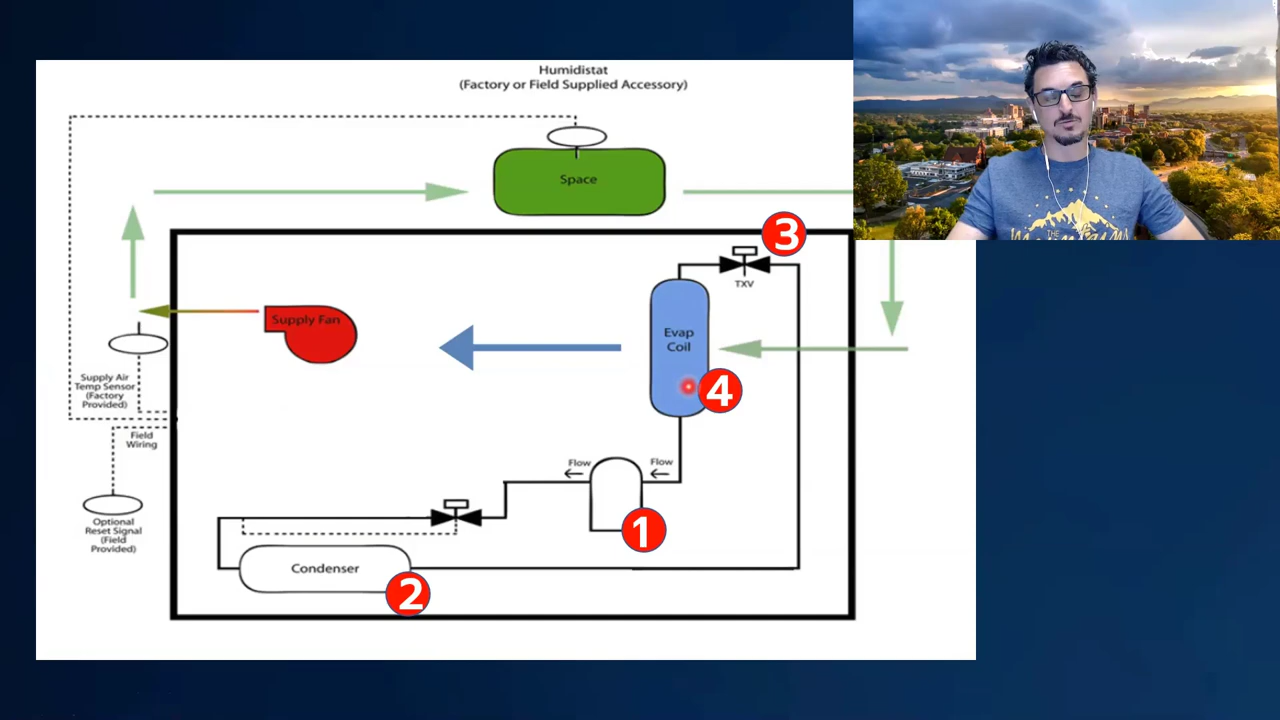 Humidistat
(Factory or Field Supplied Accessory)
Space
3
TXV
Supply Fan
Evap
Coil
4
Supply Air
Temp Sensor
(Factory
Provided)
Field
Wiring
Flow
Flow
Optional
Reset Signal
(Field
Provided)
1
Condenser
2
THE